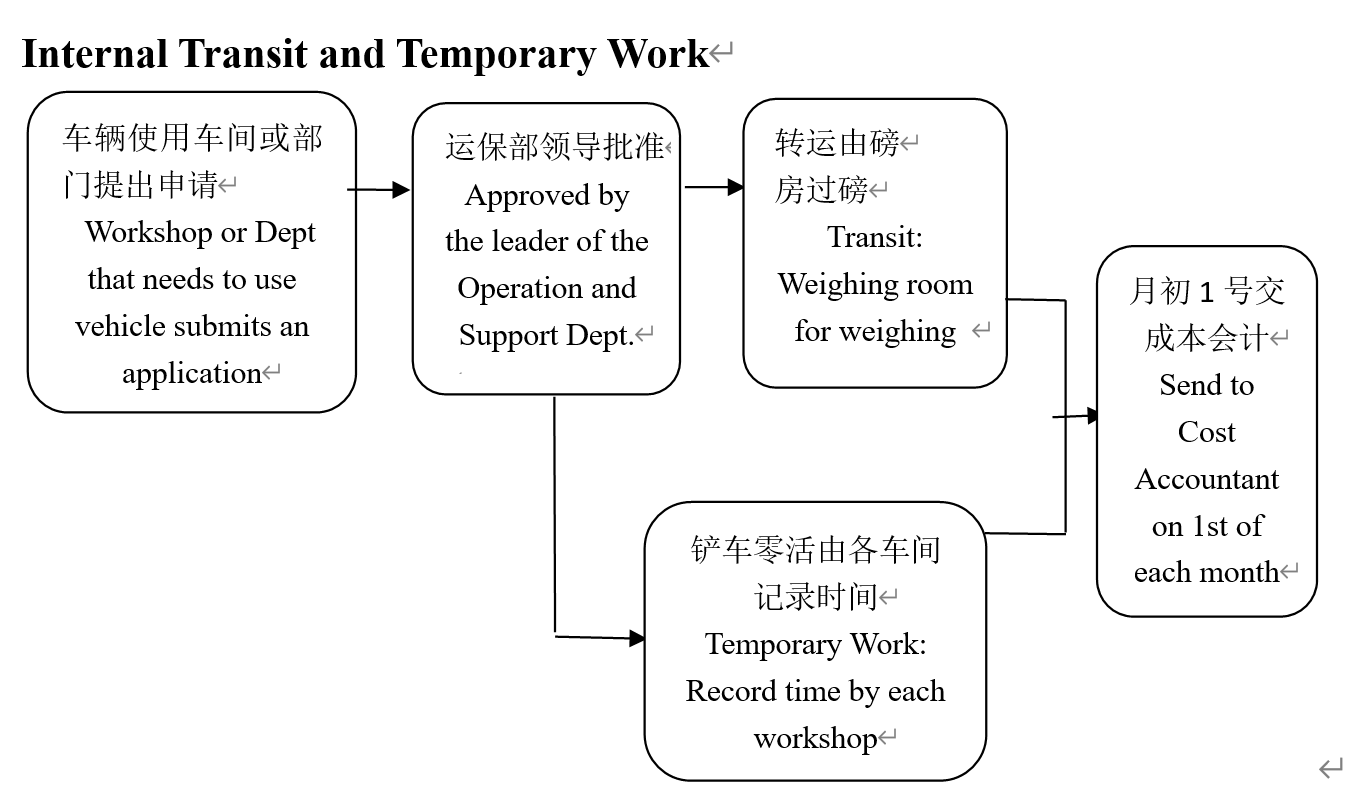 Internal Transit and Temporary Work
车辆使用车间或部
门提出申请
Workshop or Dept
that needs to use
vehicle submits an
application
运保部领导批准
Approved by
the leader of the
Operation and
Support Dept.
转运由磅
房过磅
Transit:
Weighing room
for weighing
铲车零活由各车间
记录时间
Temporary Work:
Record time by each
workshop
月初1号交
成本会计
Send to
Cost
Accountant
on 1st of
each month